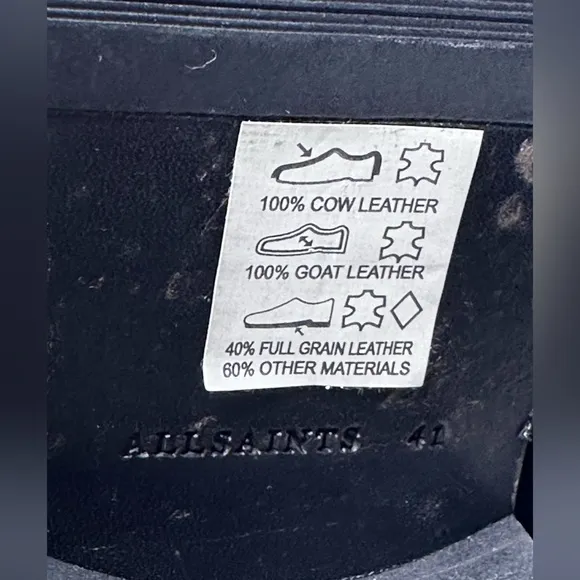 100% COW LEATHER
100% GOAT LEATHER
40% FULL GRAIN LEATHER
60% OTHER MATERIALS
ALLSAINTS 41